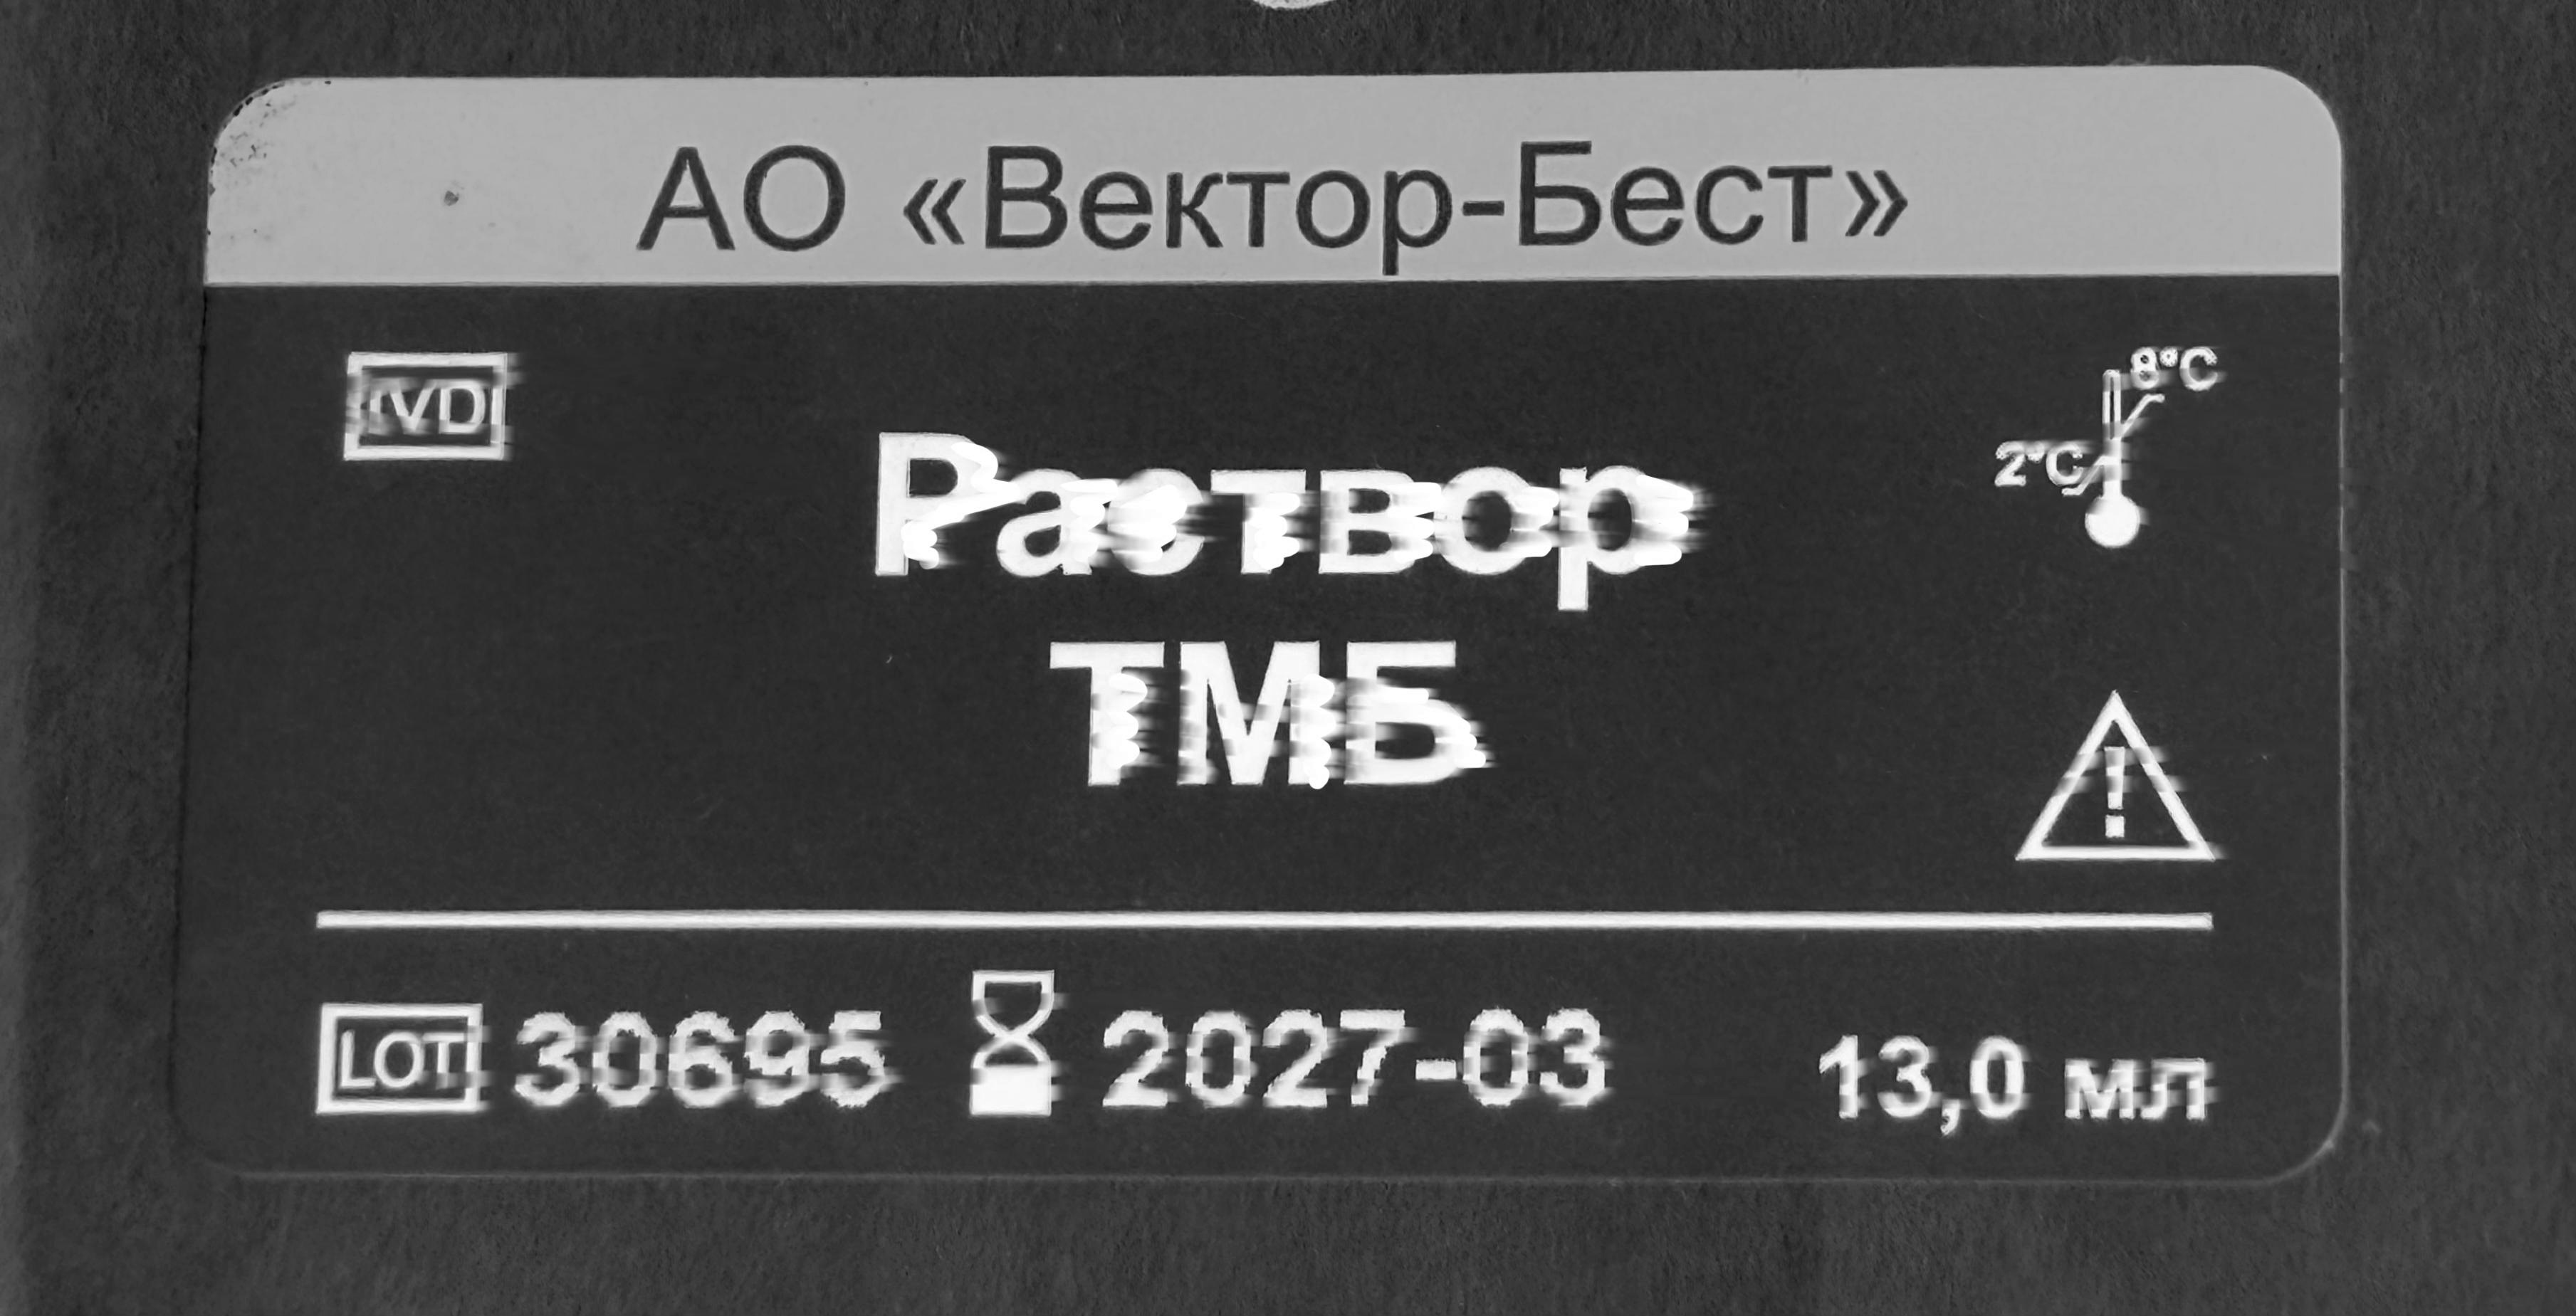 АО «Вектор-Бест»
IVD
8°C
2°C
Раствор
ТМБ
LOT 30695 2027-03 13,0 мл